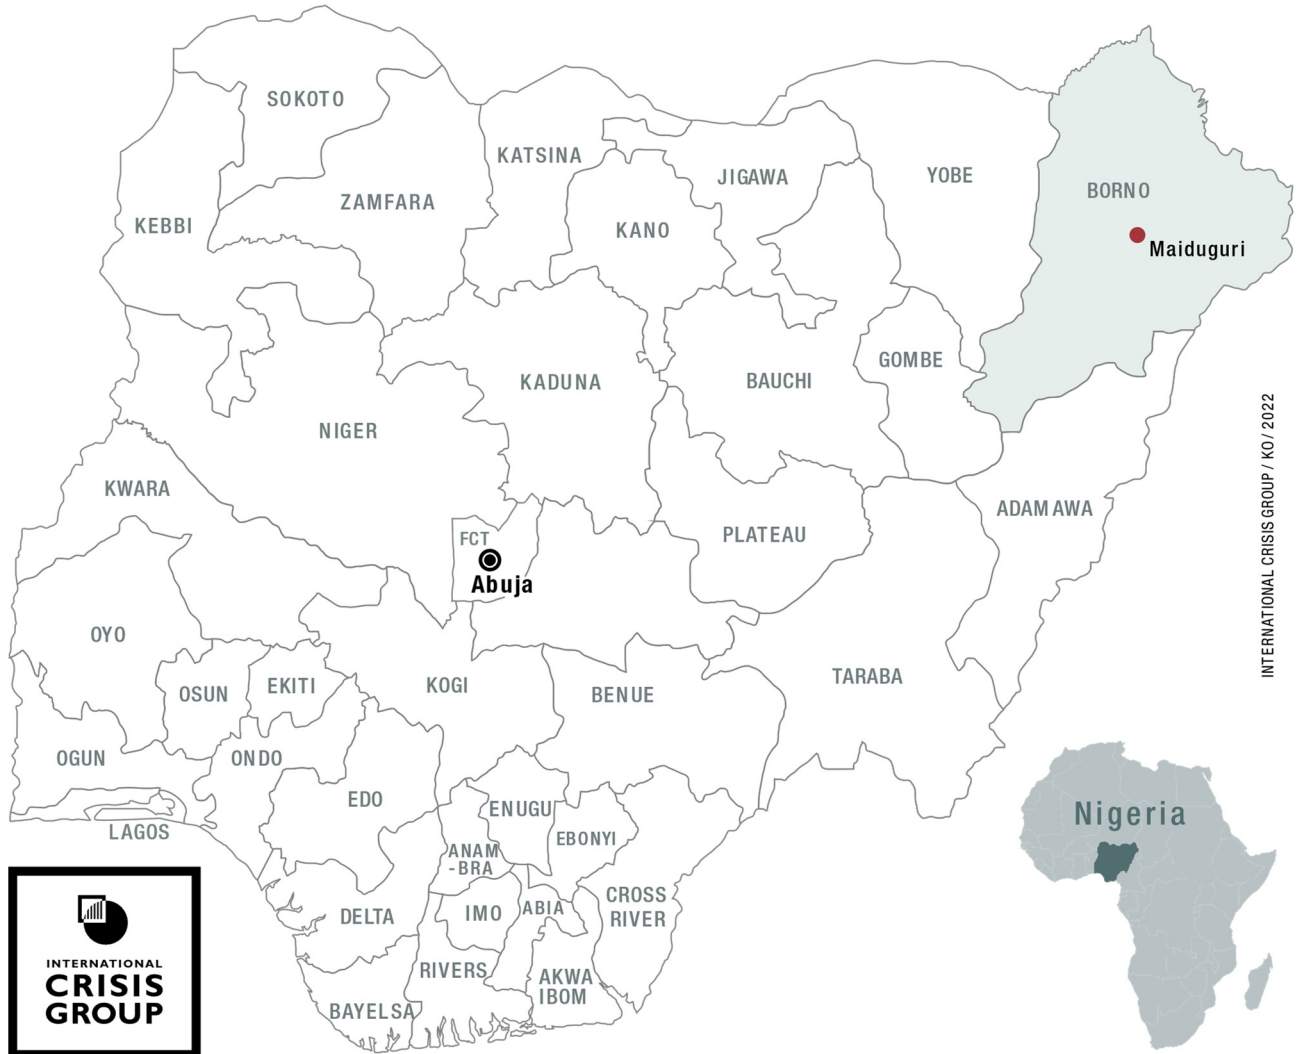 SOKOTO
KATSINA
JIGAWA
YOBE
BORNO
ZAMFARA
KEBBI
KANO
Maiduguri
GOMBE
KADUNA
BAUCHI
NIGER
KWARA
ADAMAWA
PLATEAU
FCT
Abuja
OYO
TARABA
OSUN
EKITI
KOGI
BENUE
OGUN
ONDO
EDO
ENUGU
LAGOS
EBONYI
ANAM
-BRA
CROSS
RIVER
DELTA
IMO
ABIA
RIVERS
AKWA
IBOM
BAYELSA
Nigeria
INTERNATIONAL CRISIS GROUP / KO / 2022
INTERNATIONAL
CRISIS
GROUP